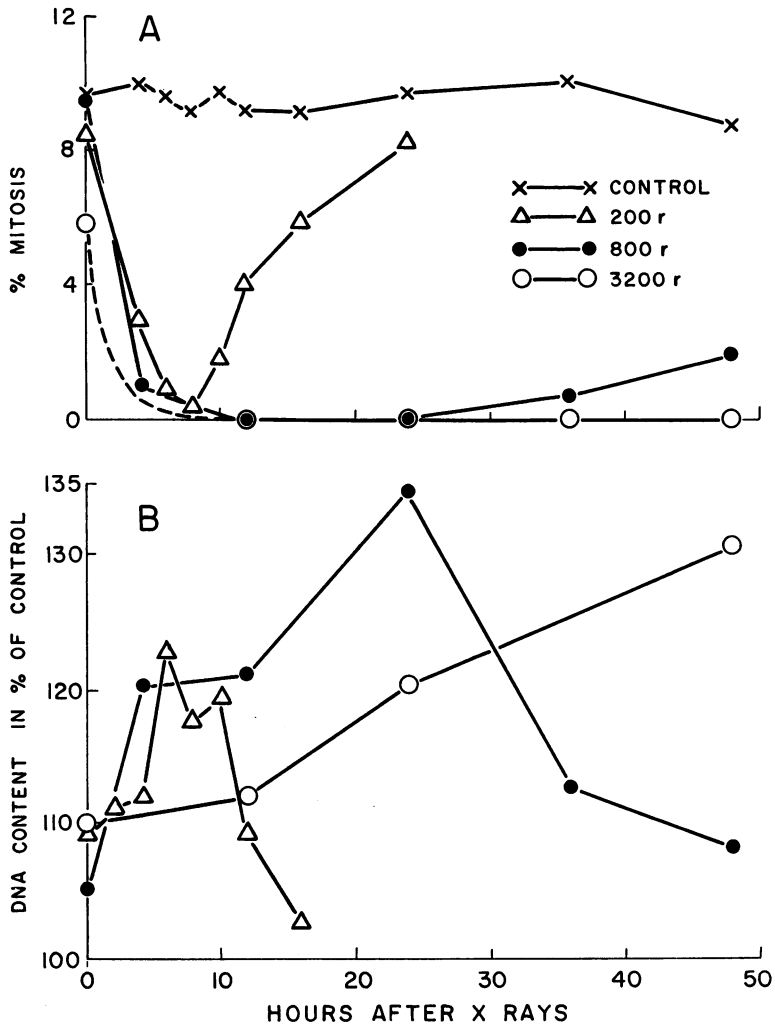 12
A
8
4
0
% MITOSIS
CONTROL
200 r
800 r
3200 r
135
B
130
120
110
100
DNA CONTENT IN % OF CONTROL
0 10 20 30 40 50
HOURS AFTER X RAYS